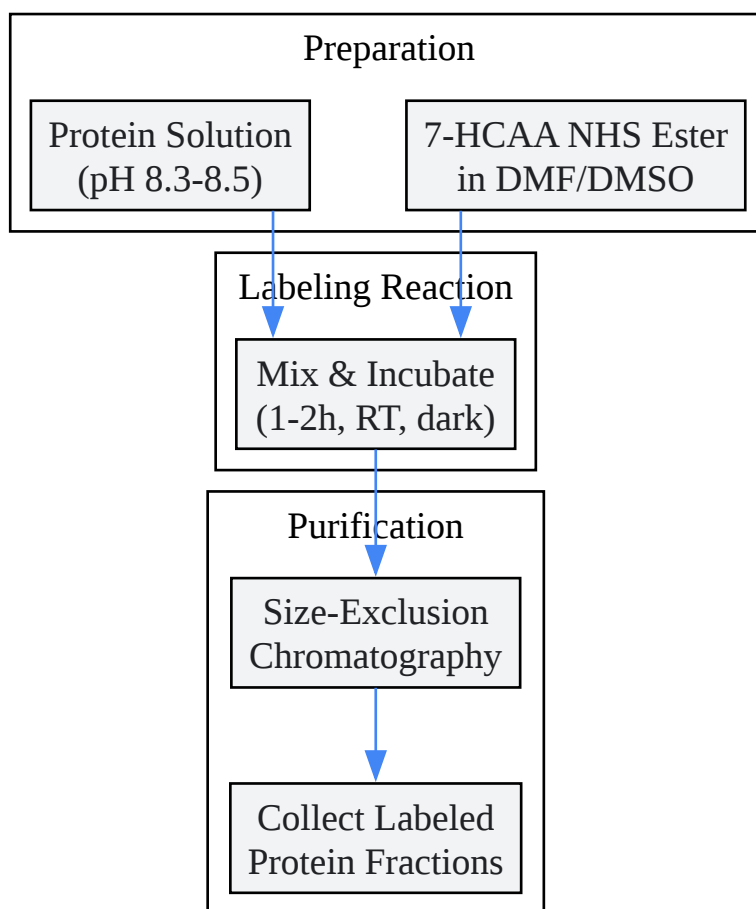 Preparation
Protein Solution
(pH 8.3-8.5)
7-HCAA NHS Ester
in DMF/DMSO
Labeling Reaction
Mix & Incubate
(1-2h, RT, dark)
Purification
Size-Exclusion
Chromatography
Collect Labeled
Protein Fractions